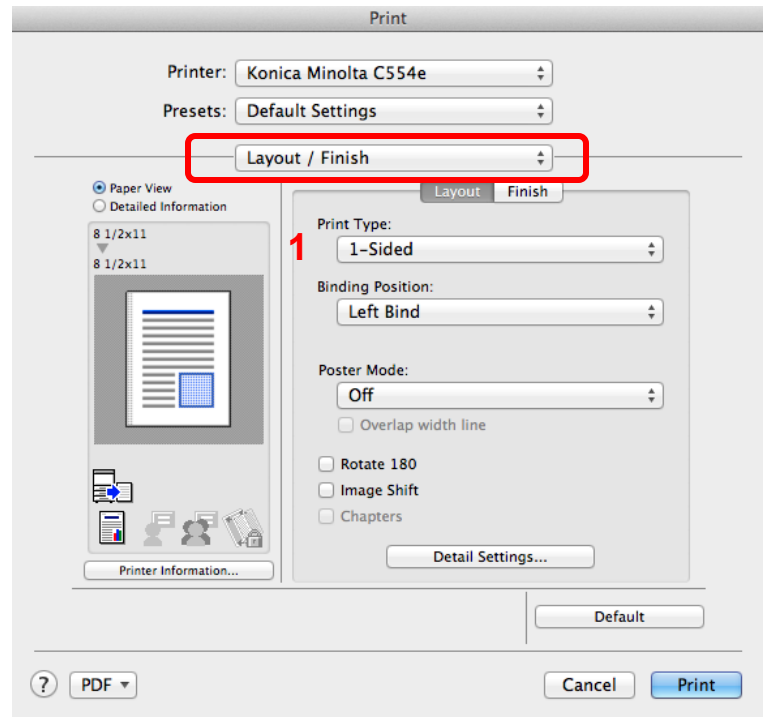 Print
Printer: Konica Minolta C554e
Presets: Default Settings
Layout / Finish
Paper View
Detailed Information
8 1/2x11
8 1/2x11
Printer Information...
Layout Finish
1
Print Type:
1-Sided
Binding Position:
Left Bind
Poster Mode:
Off
Overlap width line
Rotate 180
Image Shift
Chapters
Detail Settings...
Default
? PDF Cancel Print